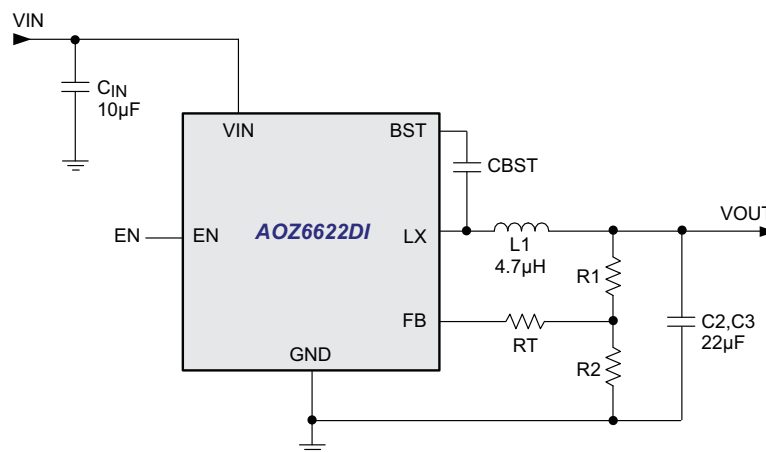 VIN
CIN
10µF
VIN
BST
CBST
EN
EN
AOZ6622DI
LX
L1
4.7µH
VOUT
R1
C2,C3
22µF
FB
RT
R2
GND